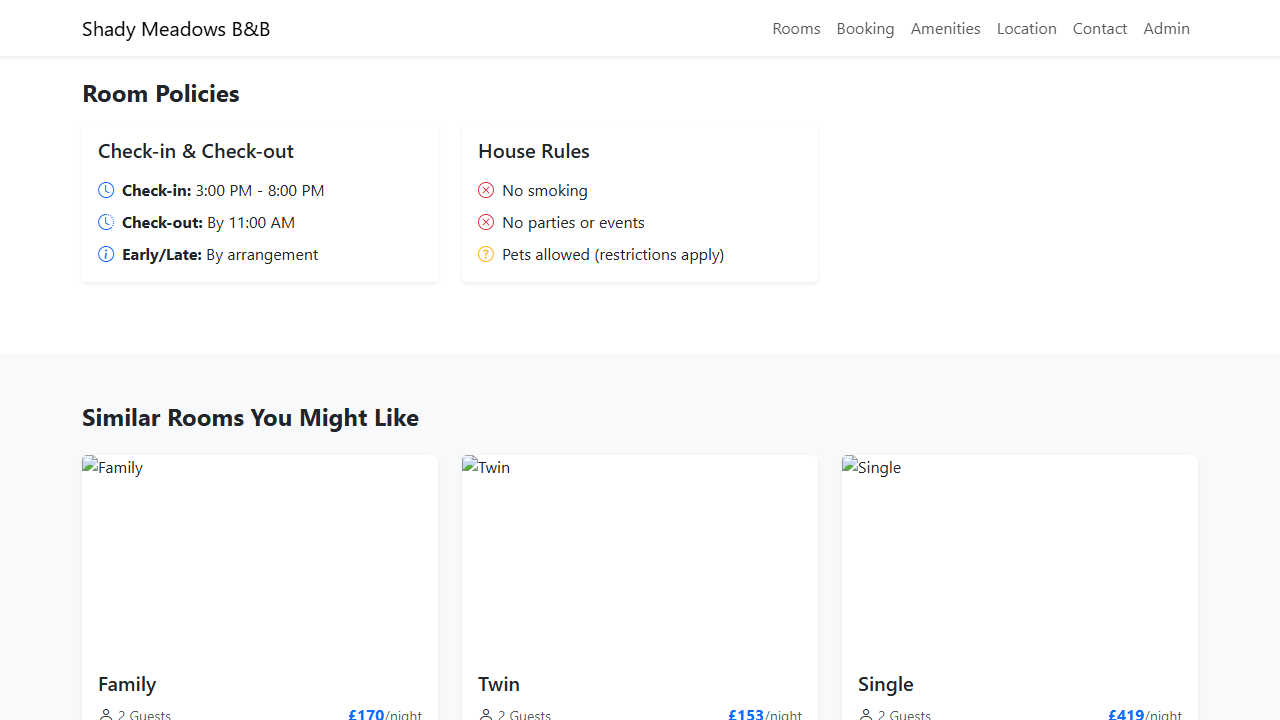 Shady Meadows B&B
Rooms
Booking
Amenities
Location
Contact
Admin
Room Policies
Check-in & Check-out
Check-in: 3:00 PM - 8:00 PM
Check-out: By 11:00 AM
Early/Late: By arrangement
House Rules
No smoking
No parties or events
Pets allowed (restrictions apply)
Similar Rooms You Might Like
Family
Twin
Single
Family
2 Guests £170/night
Twin
2 Guests £153/night
Single
2 Guests £419/night